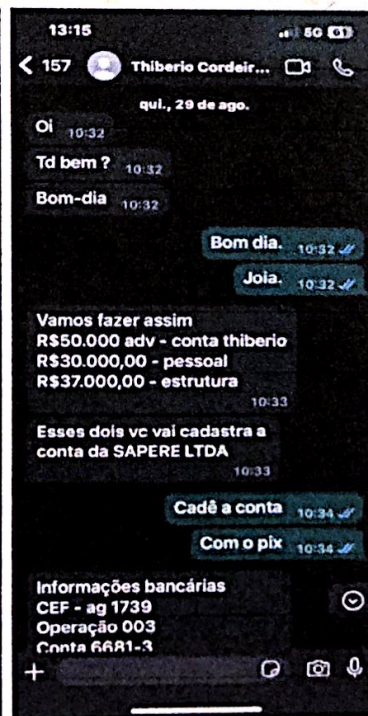 13:15
5G
157
Thiberio Cordeir...
qui., 29 de ago.
Oi 10:32
Td bem ? 10:32
Bom-dia 10:32
Bom dia. 10:32
Joia. 10:32
Vamos fazer assim
R$50.000 adv - conta thiberio
R$30.000,00 - pessoal
R$37.000,00 - estrutura
10:33
Esses dois vc vai cadastra a
conta da SAPERE LTDA
10:33
Cadê a conta 10:34
Com o pix 10:34
Informações bancárias
CEF - ag 1739
Operação 003
Conta 6681-3